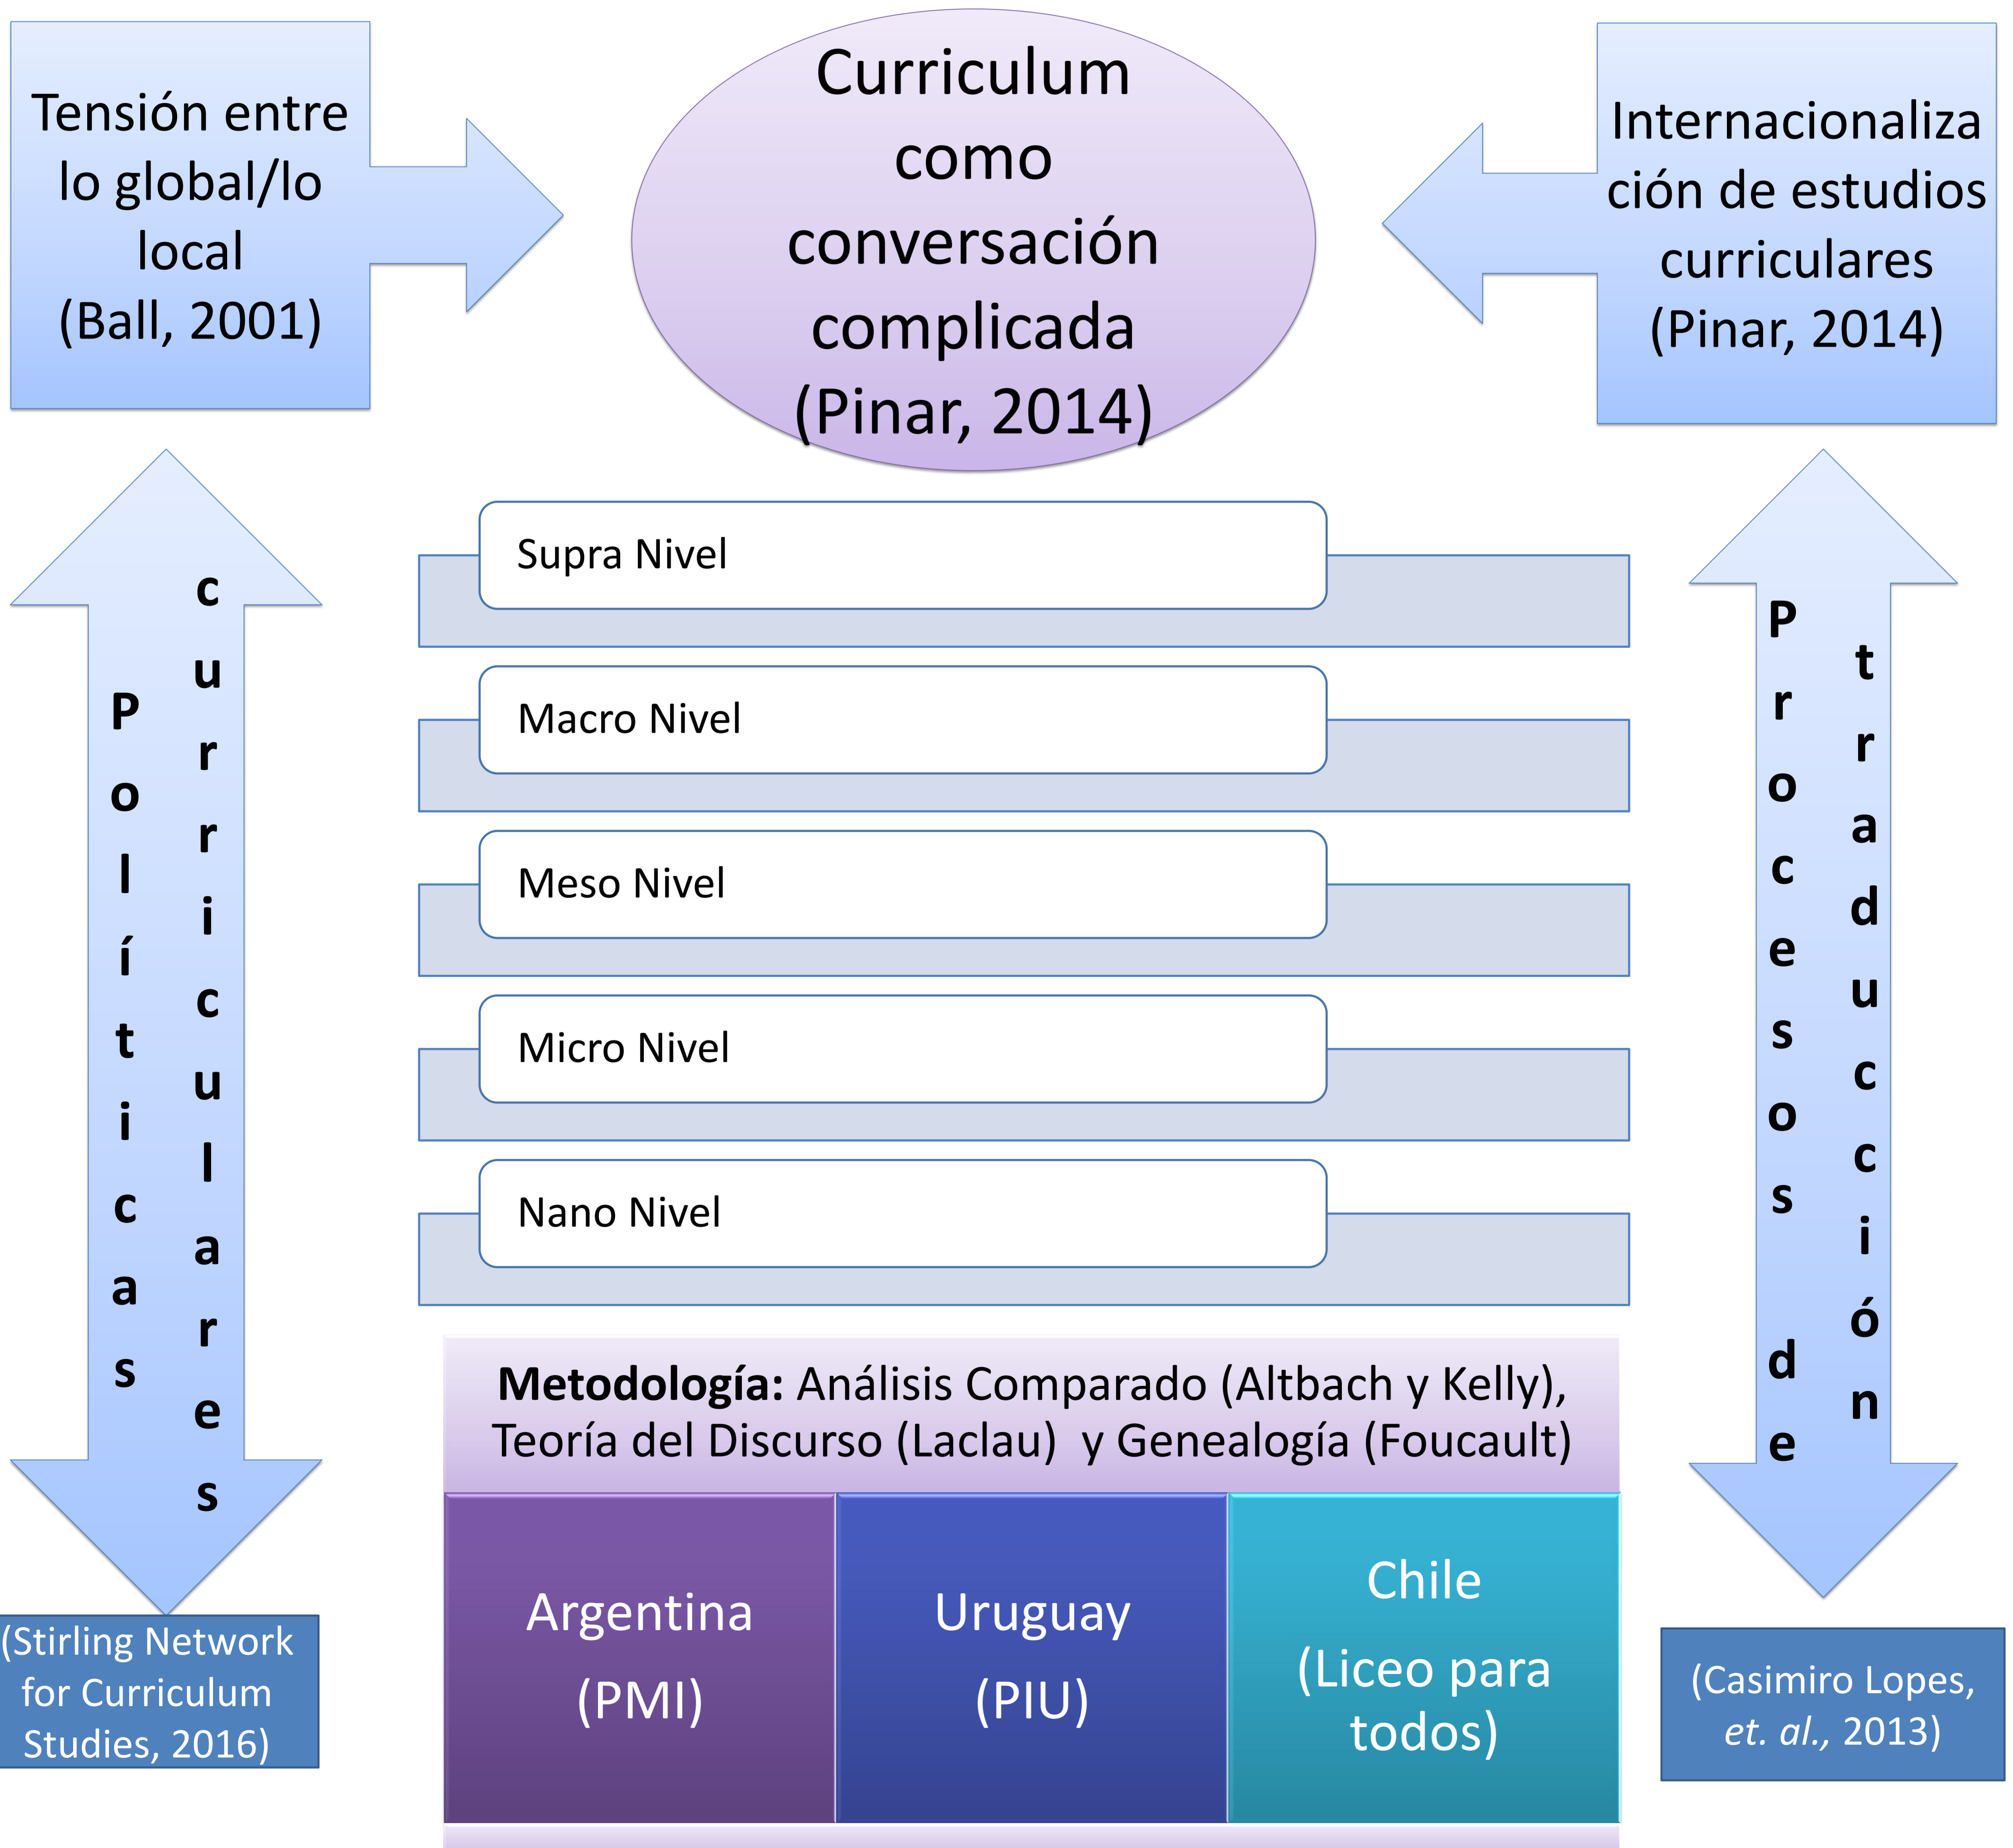 Tensión entre
lo global/lo
local
(Ball, 2001)
Curriculum
como
conversación
complicada
(Pinar, 2014)
Internacionaliza
ción de estudios
curriculares
(Pinar, 2014)
Políticas
curriculares
Supra Nivel
Macro Nivel
Meso Nivel
Micro Nivel
Nano Nivel
Procesos de
traducción
Metodología: Análisis Comparado (Altbach y Kelly),
Teoría del Discurso (Laclau) y Genealogía (Foucault)
Argentina
(PMI)
Uruguay
(PIU)
Chile
(Liceo para
todos)
(Stirling Network
for Curriculum
Studies, 2016)
(Casimiro Lopes,
et. al., 2013)